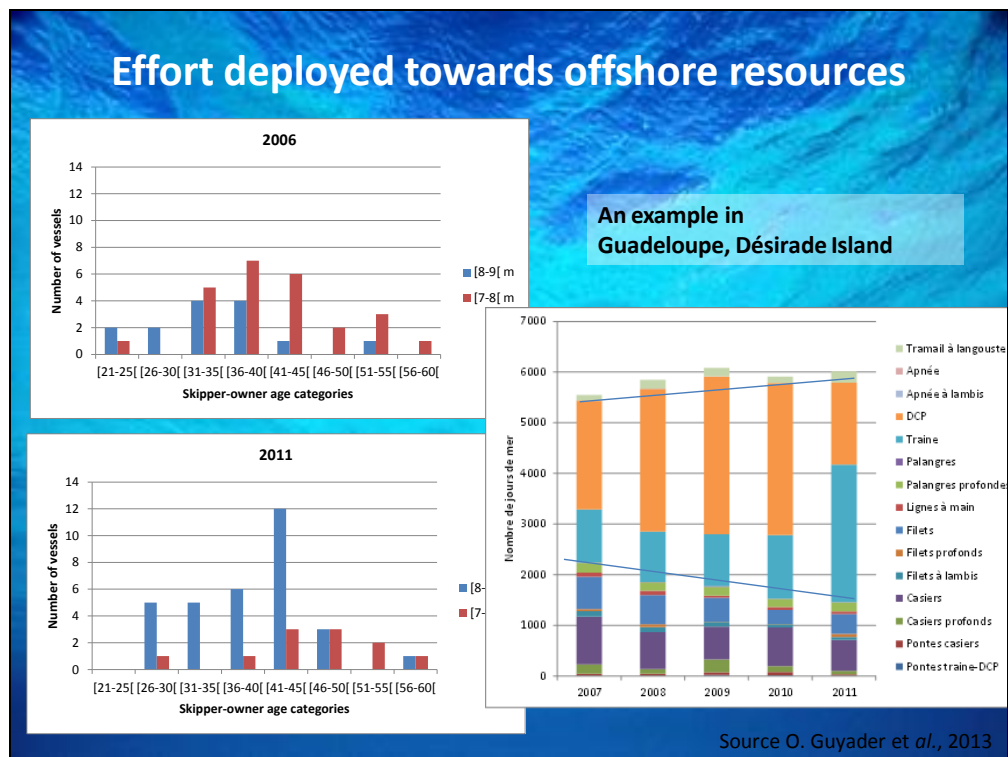 Effort deployed towards offshore resources
2006
14
12
10
8
6
4
2
0
Number of vessels
[21-25[ [26-30[ [31-35[ [36-40[ [41-45[ [46-50[ [51-55[ [56-60[
Skipper-owner age categories
[8-9[ m
[7-8[ m
An example in
Guadeloupe, Désirade Island
2011
14
12
10
8
6
4
2
0
Number of vessels
[21-25[ [26-30[ [31-35[ [36-40[ [41-45[ [46-50[ [51-55[ [56-60[
Skipper-owner age categories
[8-
[7-
7000
6000
5000
4000
3000
2000
1000
0
Nombre de jours de mer
2007 2008 2009 2010 2011
Tramail à langouste
Apnée
Apnée à lambis
DCP
Traine
Palangres
Palangres profondes
Lignes à main
Filets
Filets profonds
Filets à lambis
Casiers
Casiers profonds
Pontes casiers
Pontes traine-DCP
Source O. Guyader et al., 2013